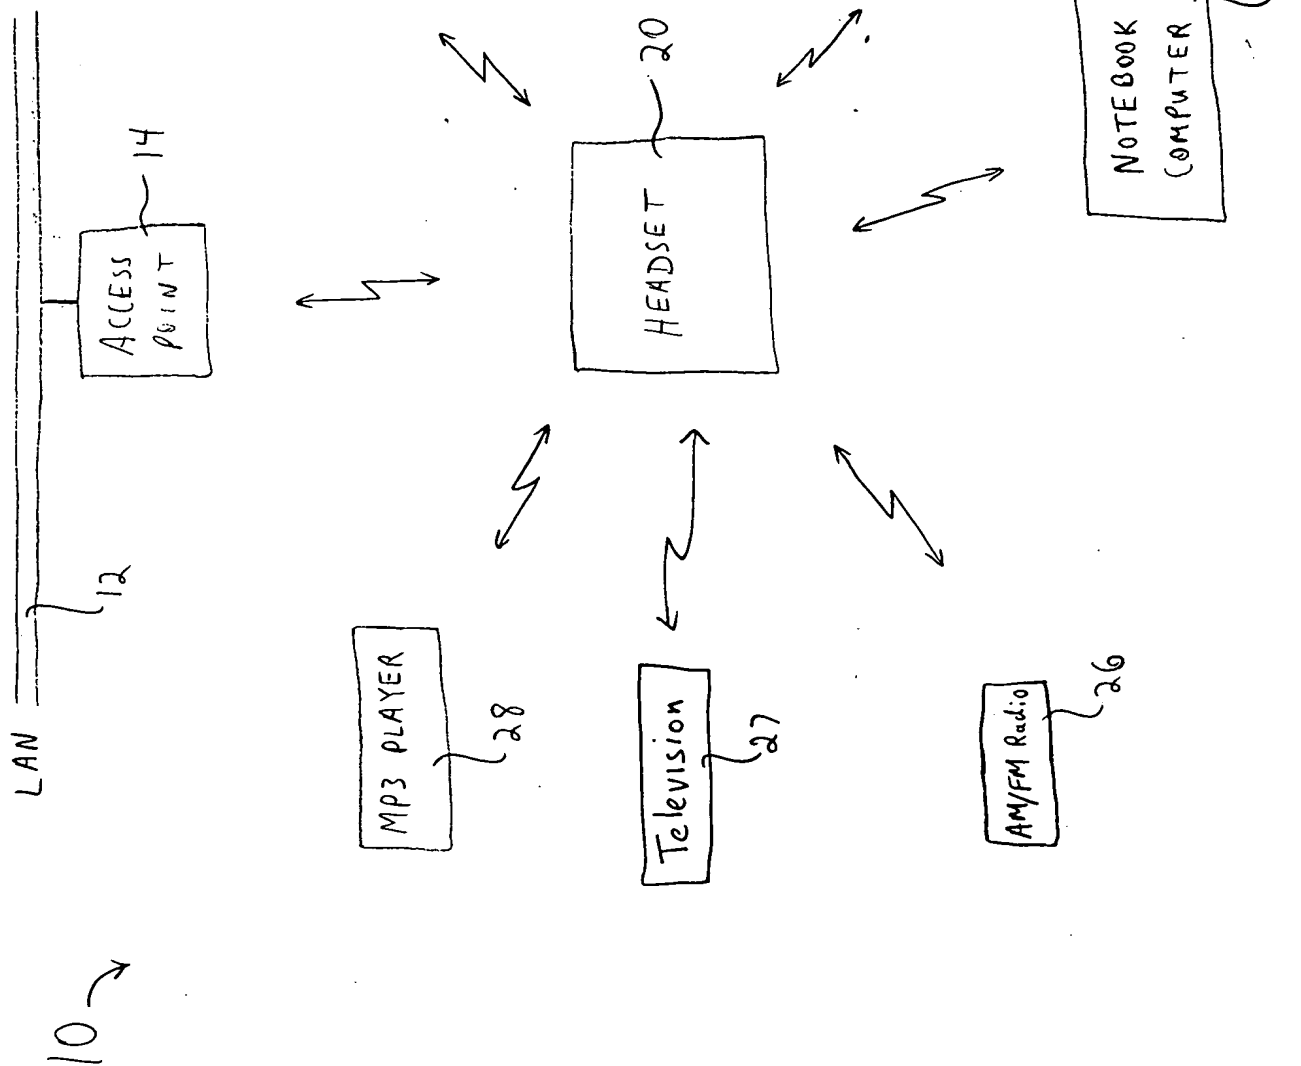 LAN
12
ACCESS
POINT
14
MP3 PLAYER
28
HEADSET
20
Television
27
AM/FM Radio
26
NOTEBOOK
COMPUTER
10